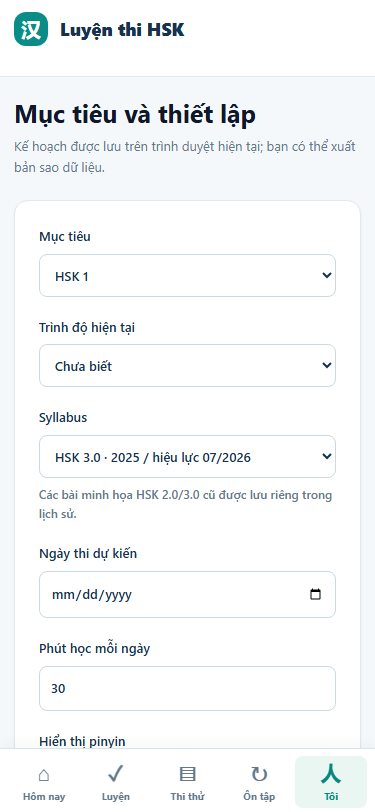 汉 Luyện thi HSK
Mục tiêu và thiết lập
Kế hoạch được lưu trên trình duyệt hiện tại; bạn có thể xuất
bản sao dữ liệu.
Mục tiêu
HSK 1
Trình độ hiện tại
Chưa biết
Syllabus
HSK 3.0 · 2025 / hiệu lực 07/2026
Các bài minh họa HSK 2.0/3.0 cũ được lưu riêng trong
lịch sử.
Ngày thi dự kiến
mm/dd/yyyy
Phút học mỗi ngày
30
Hiển thị pinyin
人
Hôm nay Luyện Thi thử Ôn tập Tôi